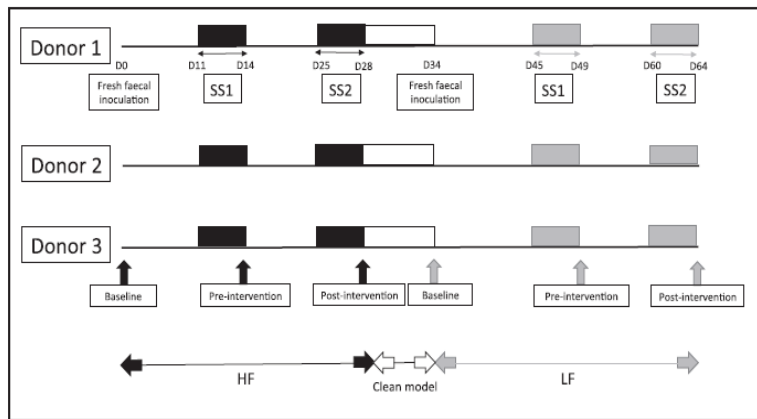 Donor 1
D0
D11
D14
D25
D28
D34
D45
D49
D60
D64
Fresh faecal
inoculation
SS1
SS2
Fresh faecal
inoculation
SS1
SS2
Donor 2
Donor 3
Baseline
Pre-intervention
Post-intervention
Baseline
Pre-intervention
Post-intervention
HF
Clean model
LF